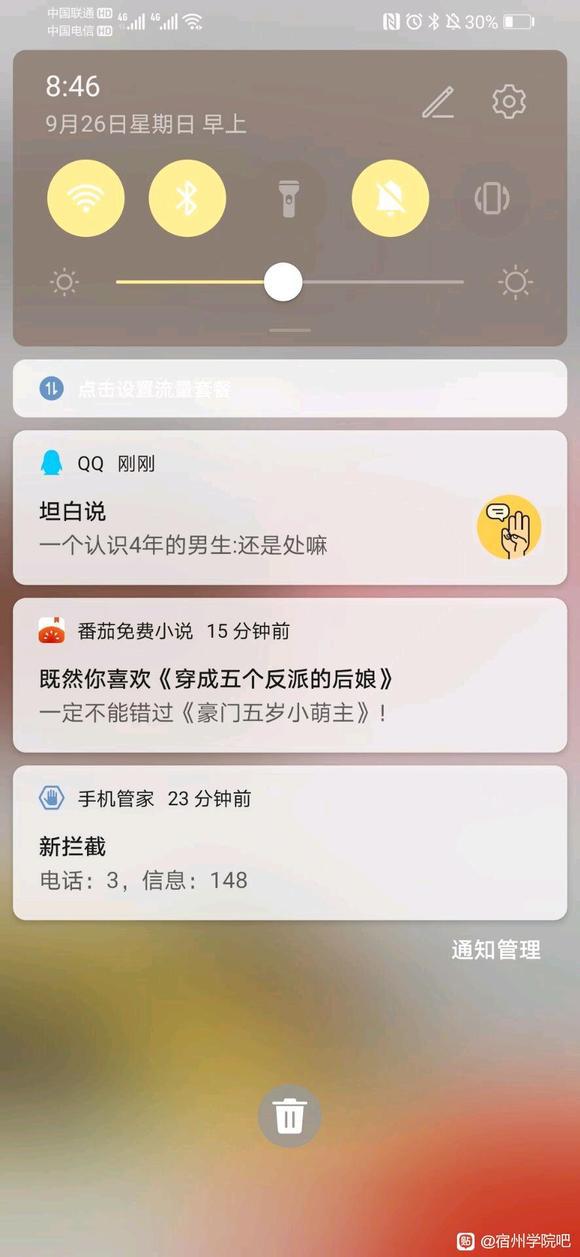 中国联通 HD 4G 4G 30%
中国电信 HD
8:46
9月26日星期日 早上
点击设置流量套餐
QQ 刚刚
坦白说
一个认识4年的男生:还是处嘛
番茄免费小说 15 分钟前
既然你喜欢《穿成五个反派的后娘》
一定不能错过《豪门五岁小萌主》!
手机管家 23 分钟前
新拦截
电话：3，信息：148
通知管理
贴 @宿州学院吧